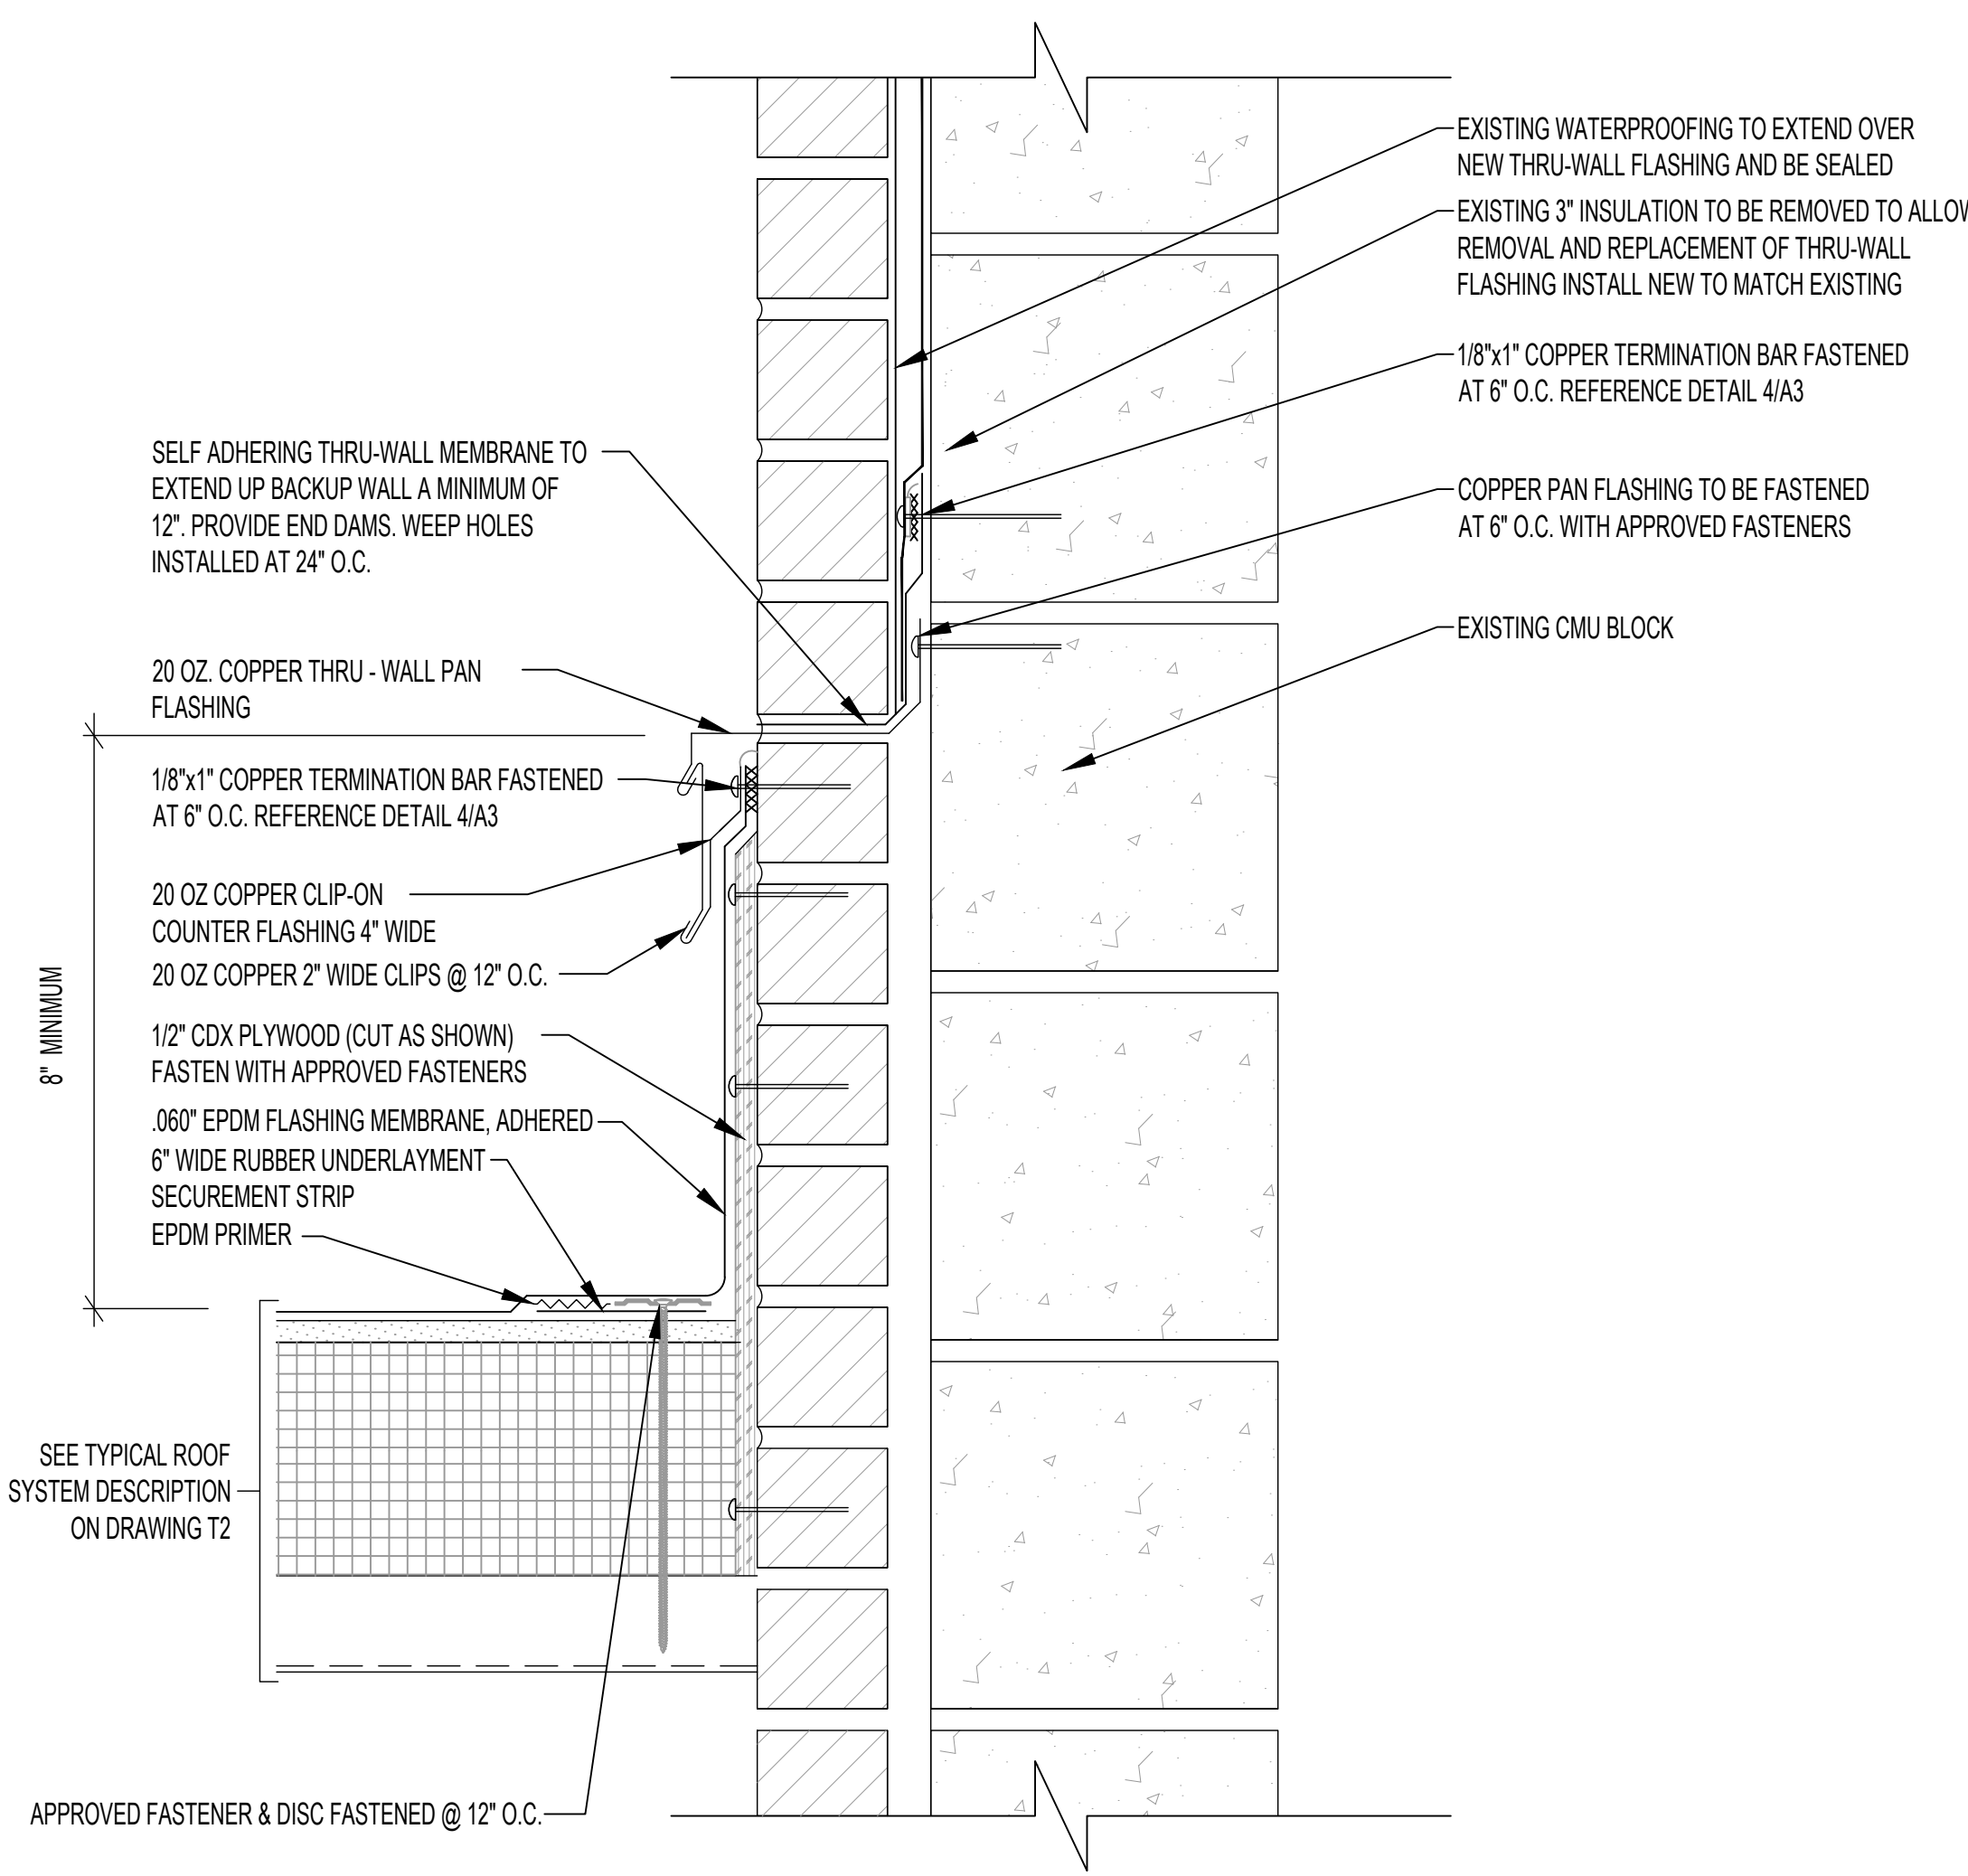 EXISTING WATERPROOFING TO EXTEND OVER
NEW THRU-WALL FLASHING AND BE SEALED
EXISTING 3" INSULATION TO BE REMOVED TO ALLOW
REMOVAL AND REPLACEMENT OF THRU-WALL
FLASHING INSTALL NEW TO MATCH EXISTING
1/8"x1" COPPER TERMINATION BAR FASTENED
AT 6" O.C. REFERENCE DETAIL 4/A3
COPPER PAN FLASHING TO BE FASTENED
AT 6" O.C. WITH APPROVED FASTENERS
EXISTING CMU BLOCK
SELF ADHERING THRU-WALL MEMBRANE TO
EXTEND UP BACKUP WALL A MINIMUM OF
12". PROVIDE END DAMS. WEEP HOLES
INSTALLED AT 24" O.C.
20 OZ. COPPER THRU - WALL PAN
FLASHING
1/8"x1" COPPER TERMINATION BAR FASTENED
AT 6" O.C. REFERENCE DETAIL 4/A3
20 OZ COPPER CLIP-ON
COUNTER FLASHING 4" WIDE
20 OZ COPPER 2" WIDE CLIPS @ 12" O.C.
8" MINIMUM
1/2" CDX PLYWOOD (CUT AS SHOWN)
FASTEN WITH APPROVED FASTENERS
.060" EPDM FLASHING MEMBRANE, ADHERED
6" WIDE RUBBER UNDERLAYMENT
SECUREMENT STRIP
EPDM PRIMER
SEE TYPICAL ROOF
SYSTEM DESCRIPTION
ON DRAWING T2
APPROVED FASTENER & DISC FASTENED @ 12" O.C.